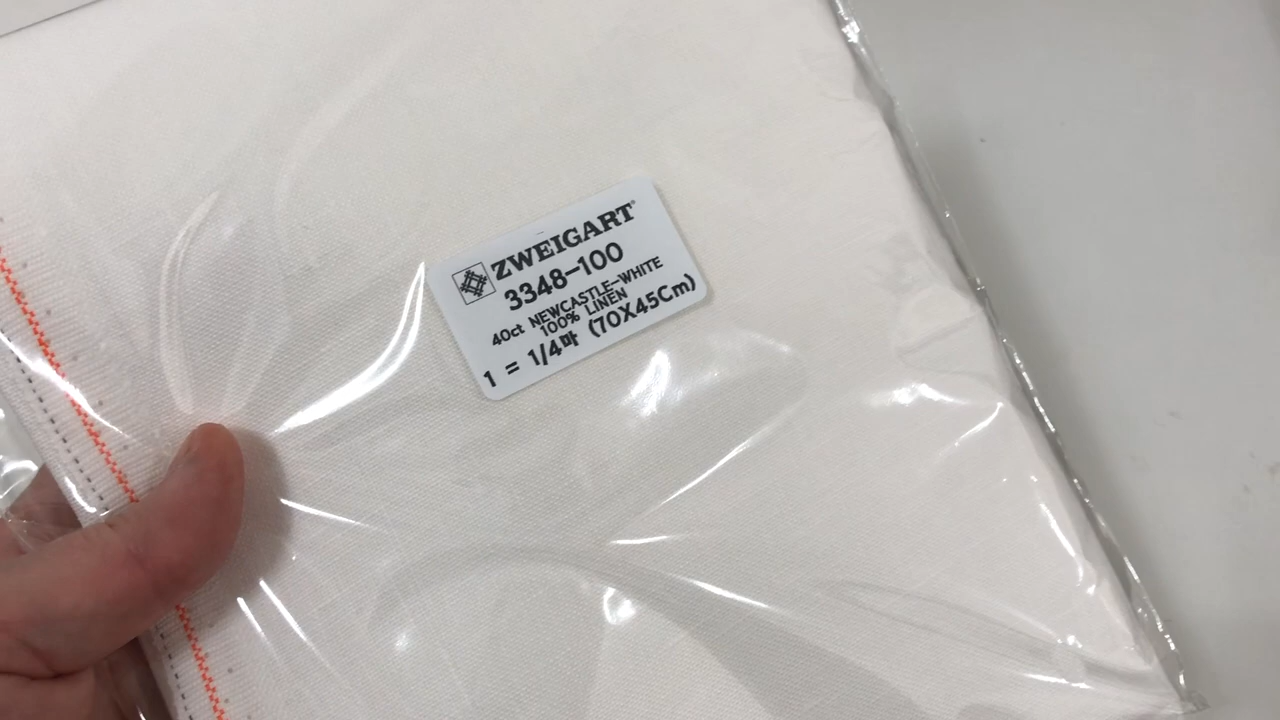 ZWEIGART®
3348-100
40ct NEWCASTLE-WHITE
100% LINEN
1 = 1/4마 (70X45Cm)